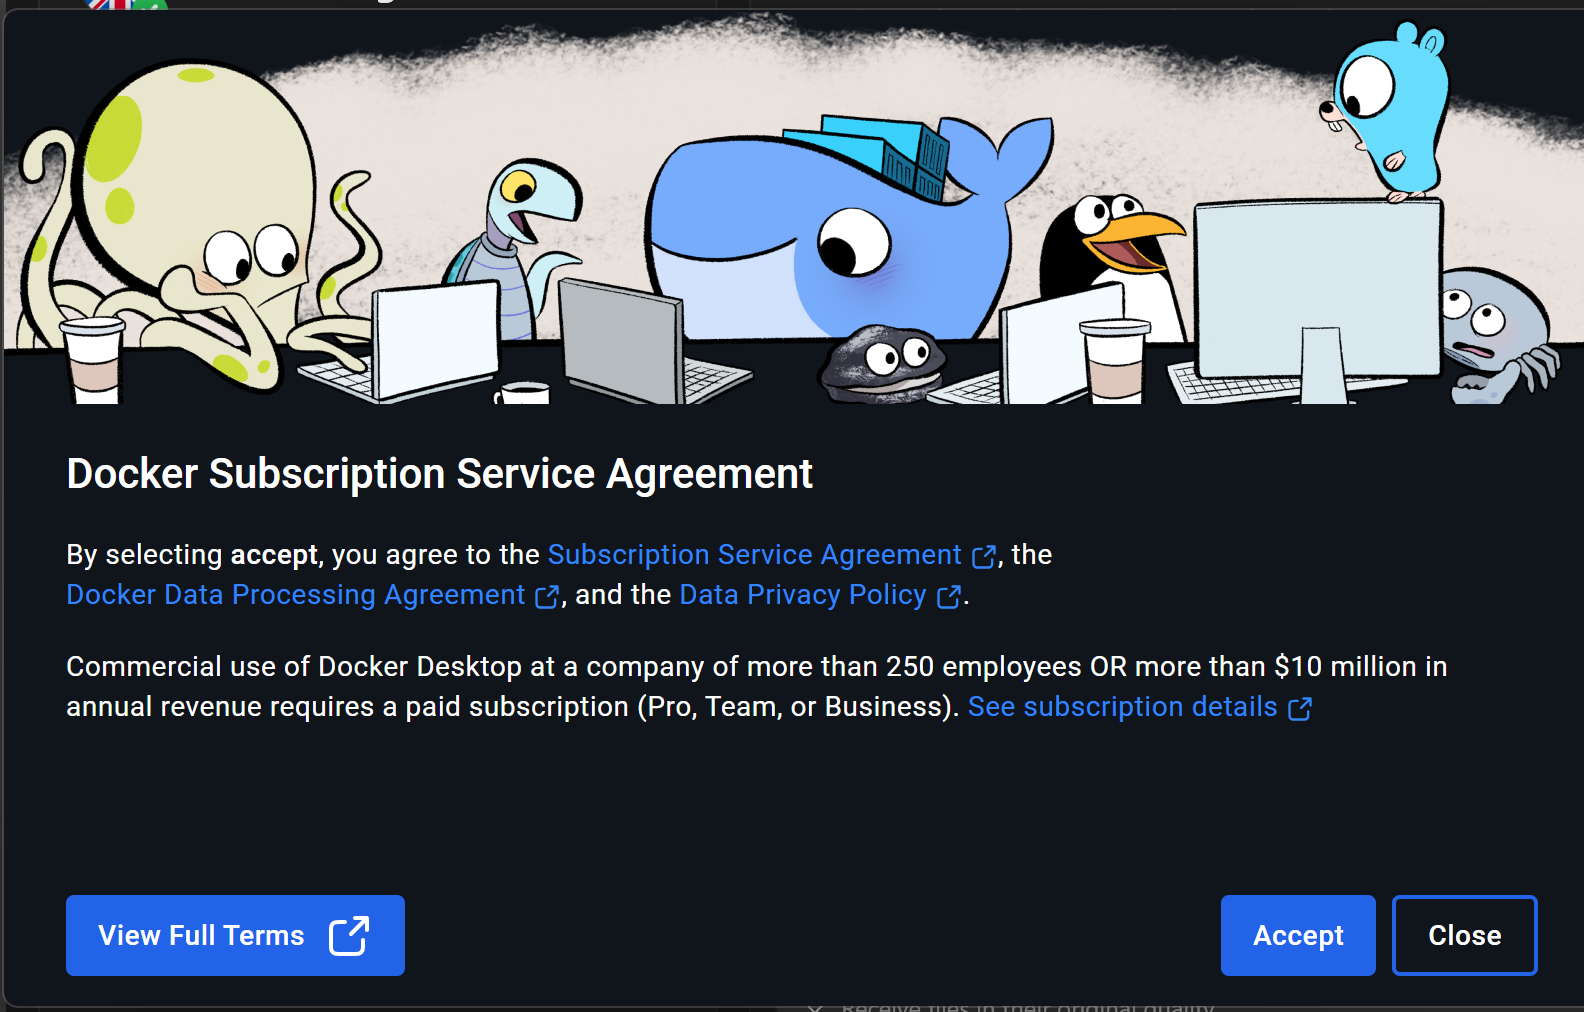 Docker Subscription Service Agreement
By selecting accept, you agree to the Subscription Service Agreement, the
Docker Data Processing Agreement, and the Data Privacy Policy.
Commercial use of Docker Desktop at a company of more than 250 employees OR more than $10 million in
annual revenue requires a paid subscription (Pro, Team, or Business). See subscription details
View Full Terms
Accept
Close
Receive files in their original quality